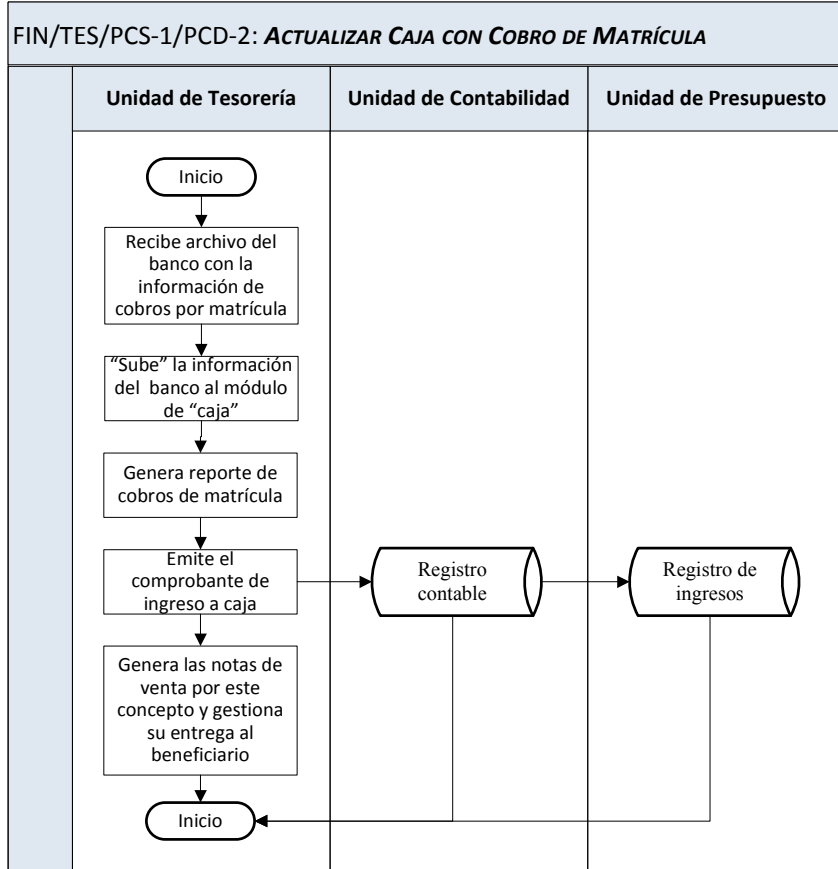 FIN/TES/PCS-1/PCD-2: ACTUALIZAR CAJA CON COBRO DE MATRÍCULA
Unidad de Tesorería
Unidad de Contabilidad
Unidad de Presupuesto
Inicio
Recibe archivo del
banco con la
información de
cobros por matrícula
“Sube” la información
del banco al módulo
de “caja”
Genera reporte de
cobros de matrícula
Emite el
comprobante de
ingreso a caja
Registro
contable
Registro de
ingresos
Genera las notas de
venta por este
concepto y gestiona
su entrega al
beneficiario
Inicio